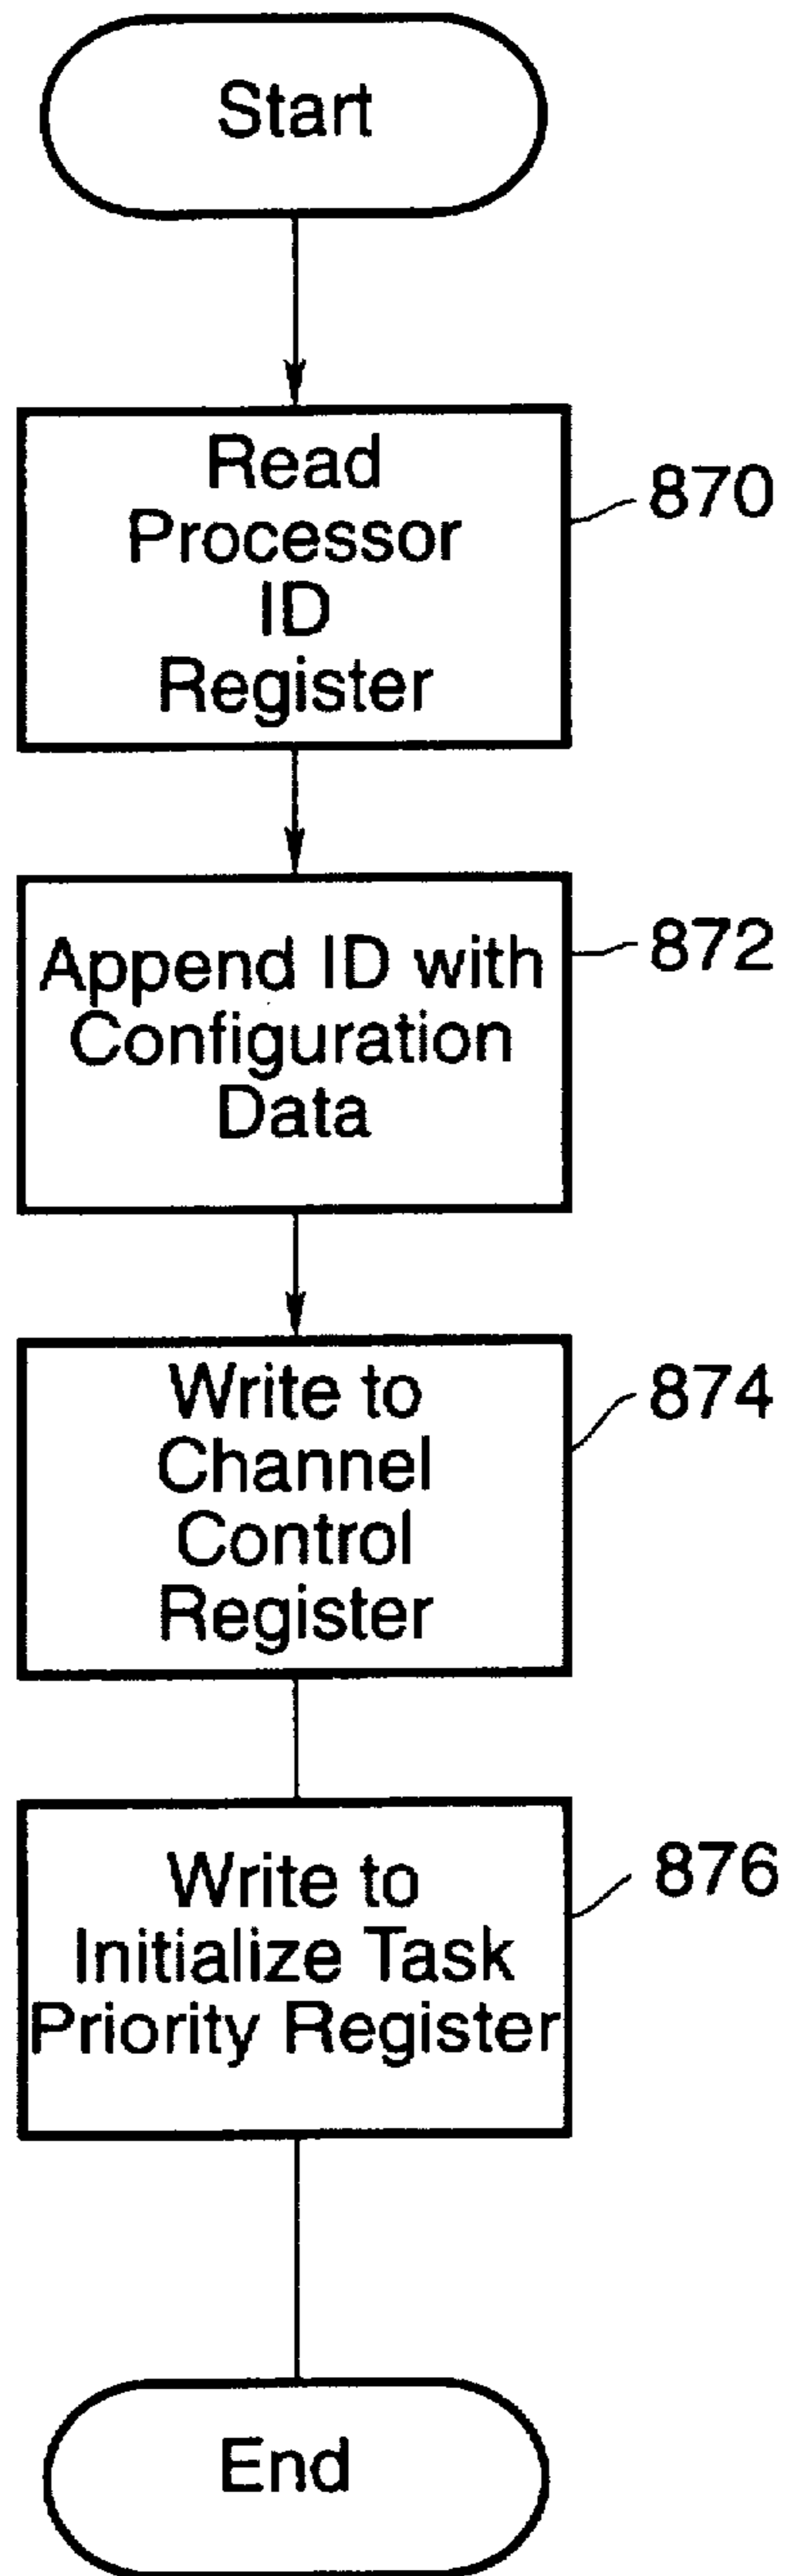 Start
Read
Processor
ID
Register
870
Append ID with
Configuration
Data
872
Write to
Channel
Control
Register
874
Write to
Initialize Task
Priority Register
876
End